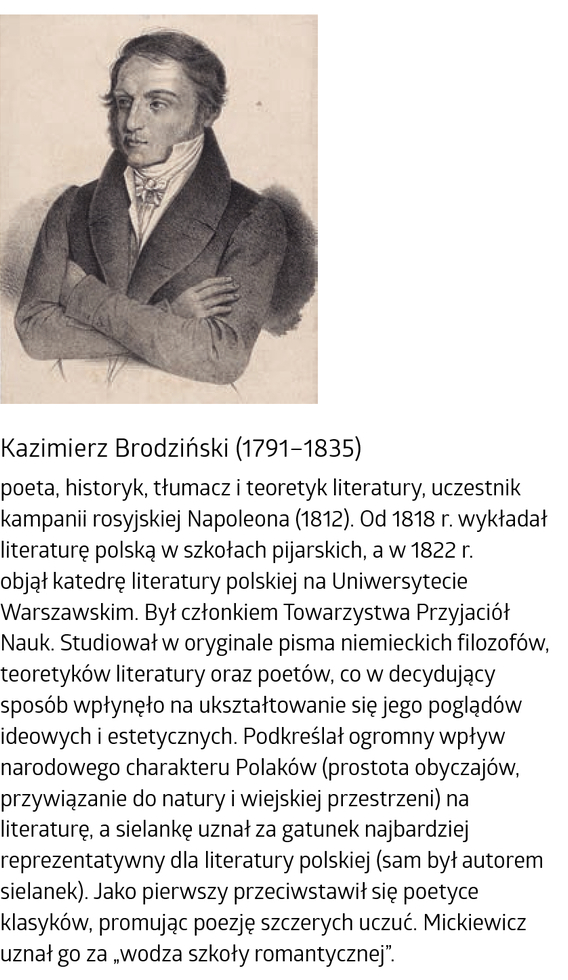 Kazimierz Brodziński (1791–1835)
poeta, historyk, tłumacz i teoretyk literatury, uczestnik
kampanii rosyjskiej Napoleona (1812). Od 1818 r. wykładał
literaturę polską w szkołach pijarskich, a w 1822 r.
objął katedrę literatury polskiej na Uniwersytecie
Warszawskim. Był członkiem Towarzystwa Przyjaciół
Nauk. Studiował w oryginale pisma niemieckich filozofów,
teoretyków literatury oraz poetów, co w decydujący
sposób wpłynęło na ukształtowanie się jego poglądów
ideowych i estetycznych. Podkreślał ogromny wpływ
narodowego charakteru Polaków (prostota obyczajów,
przywiązanie do natury i wiejskiej przestrzeni) na
literaturę, a sielankę uznał za gatunek najbardziej
reprezentatywny dla literatury polskiej (sam był autorem
sielanek). Jako pierwszy przeciwstawił się poetyce
klasyków, promując poezję szczerych uczuć. Mickiewicz
uznał go za „wodza szkoły romantycznej”.